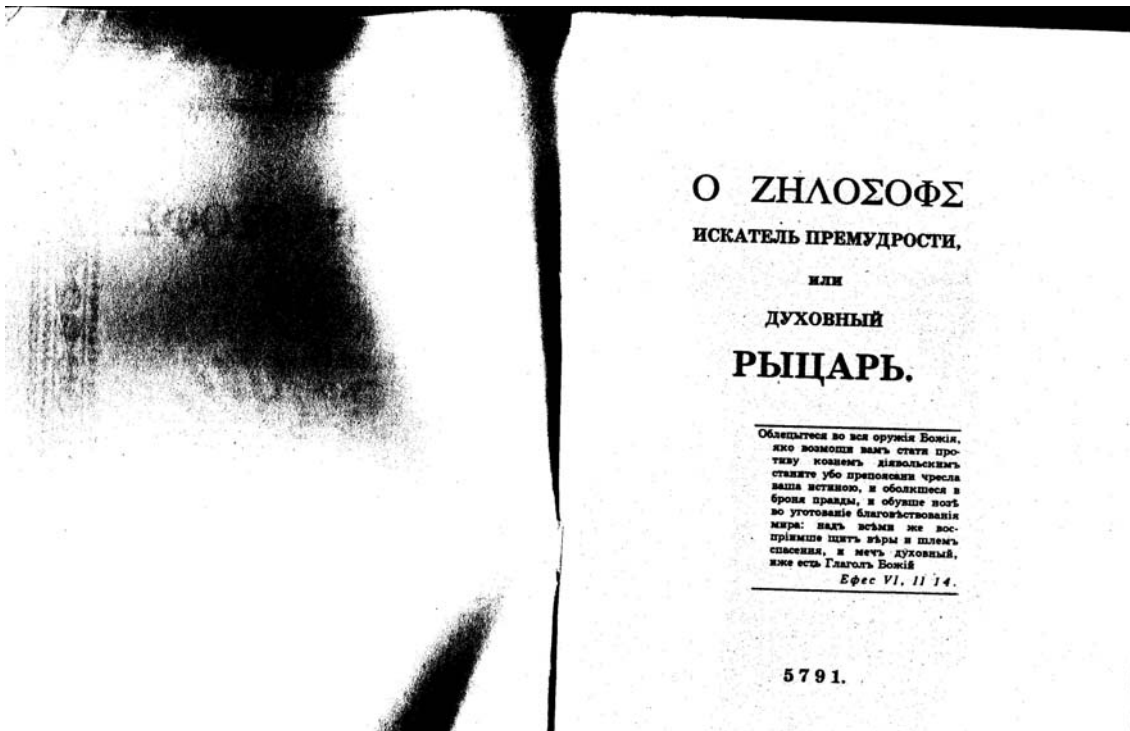 Ο ΖΗΛΟΣΟΦΣ
ИСКАТЕЛЬ ПРЕМУДРОСТИ,
или
ДУХОВНЫЙ
РЫЦАРЬ.
Облецытеся во вся оружія Божія,
яко возмощи вамъ стати про-
тиву кознемъ діявольскимъ
станите убо препоясани чресла
ваша истиною, и оболкшеся в
броня правды, и обувше нозѣ
во уготованіе благовѣствованія
мира: надъ всѣми же вос-
пріимше щитъ вѣры и шлемъ
спасения, и мечъ духовный,
иже есть Глаголъ Божій
Ефес VI, 11 14.
5791.